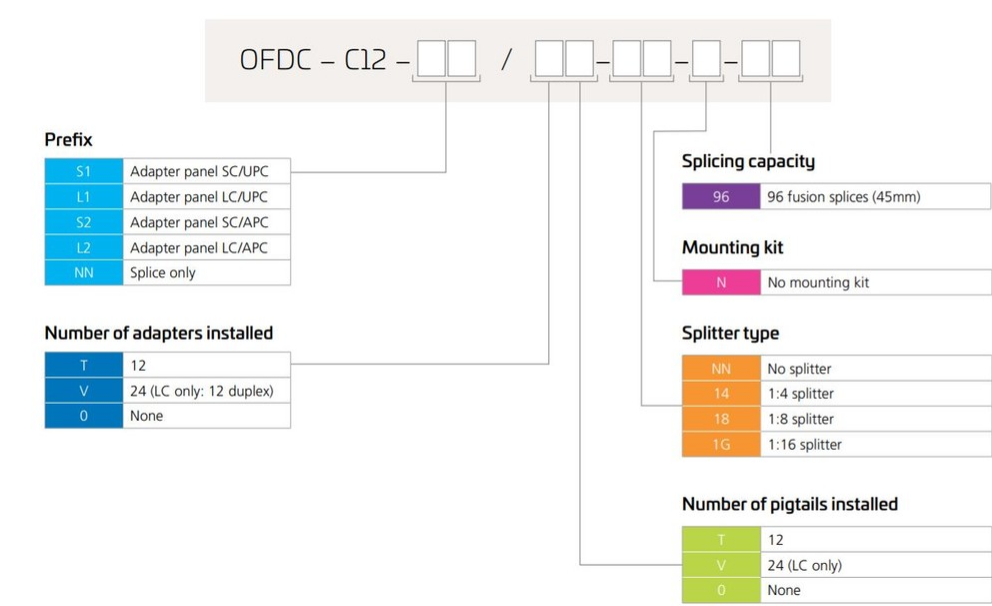 OFDC – C12 – / – – –
Prefix
S1 Adapter panel SC/UPC
L1 Adapter panel LC/UPC
S2 Adapter panel SC/APC
L2 Adapter panel LC/APC
NN Splice only
Number of adapters installed
T 12
V 24 (LC only: 12 duplex)
0 None
Splicing capacity
96 96 fusion splices (45mm)
Mounting kit
N No mounting kit
Splitter type
NN No splitter
14 1:4 splitter
18 1:8 splitter
1G 1:16 splitter
Number of pigtails installed
T 12
V 24 (LC only)
0 None